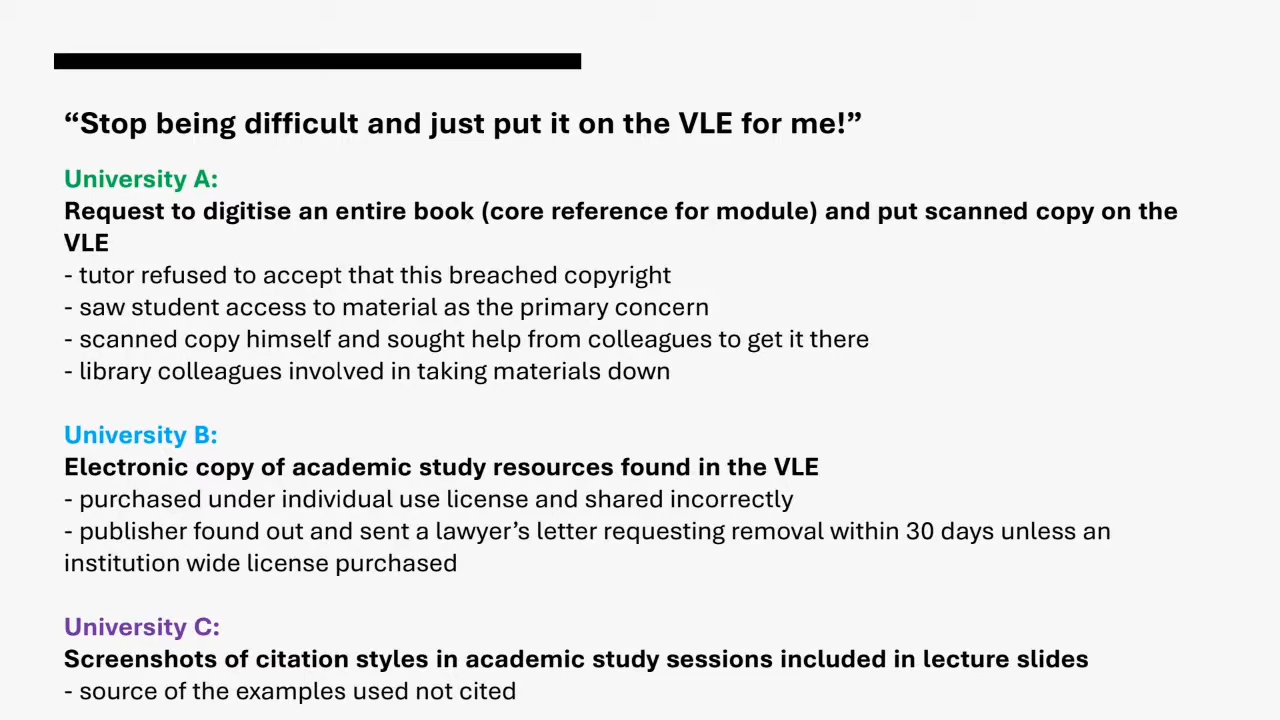 “Stop being difficult and just put it on the VLE for me!”
University A:
Request to digitise an entire book (core reference for module) and put scanned copy on the
VLE
- tutor refused to accept that this breached copyright
- saw student access to material as the primary concern
- scanned copy himself and sought help from colleagues to get it there
- library colleagues involved in taking materials down
University B:
Electronic copy of academic study resources found in the VLE
- purchased under individual use license and shared incorrectly
- publisher found out and sent a lawyer’s letter requesting removal within 30 days unless an
institution wide license purchased
University C:
Screenshots of citation styles in academic study sessions included in lecture slides
- source of the examples used not cited